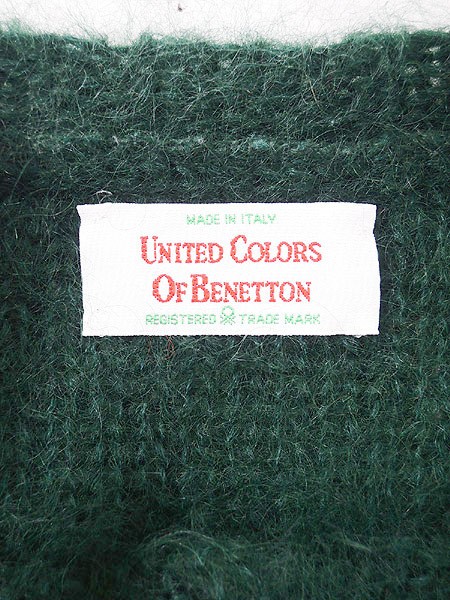 MADE IN ITALY
UNITED COLORS
OF BENETTON
REGISTERED TRADE MARK